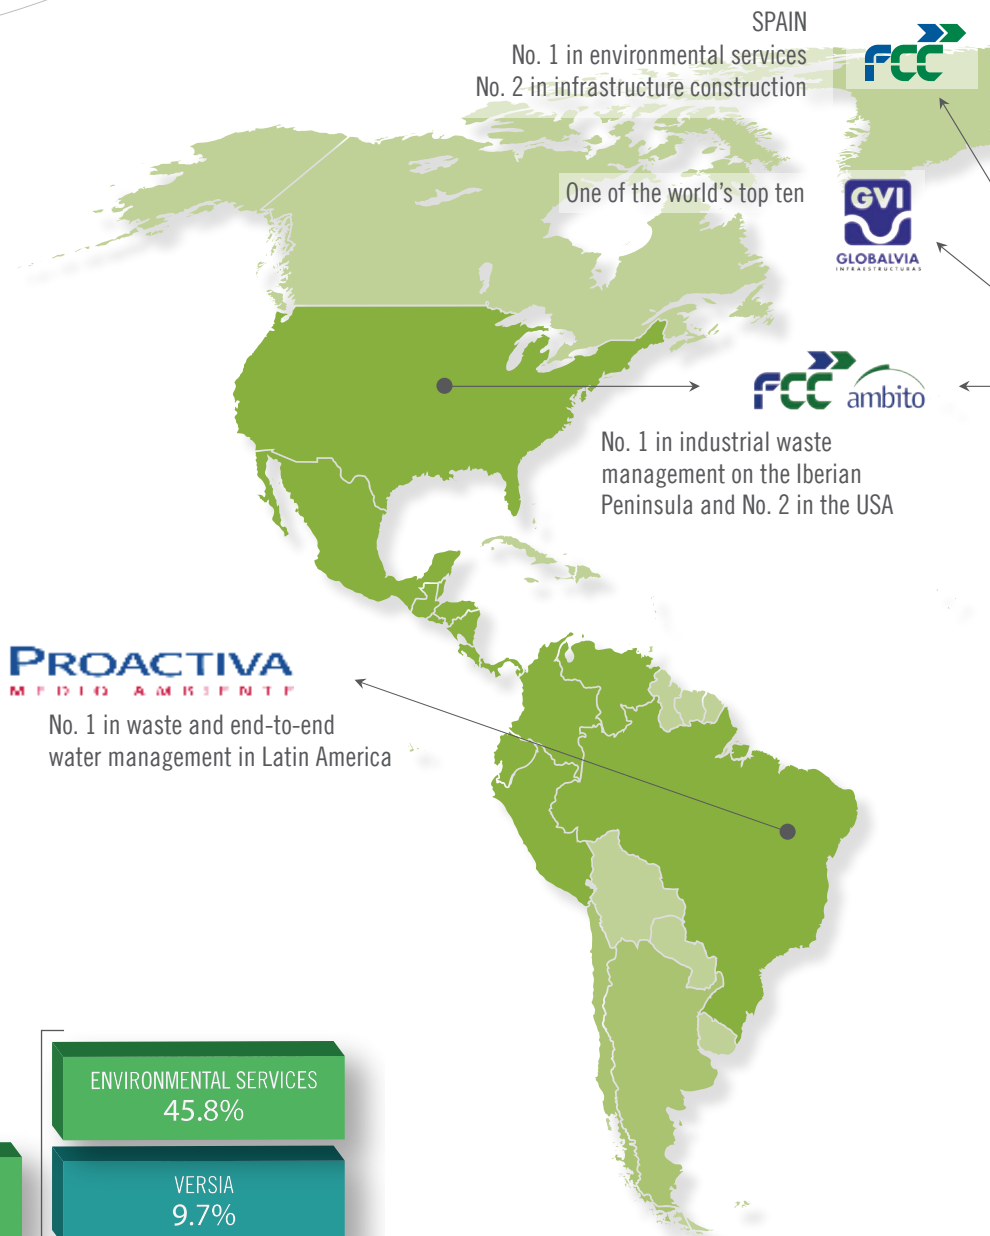 SPAIN
No. 1 in environmental services
No. 2 in infrastructure construction
FCC
One of the world's top ten
GVI
GLOBALVIA
INFRAESTRUCTURAS
FCC ambito
No. 1 in industrial waste
management on the Iberian
Peninsula and No. 2 in the USA
PROACTIVA
MEDIO AMBIENTE
No. 1 in waste and end-to-end
water management in Latin America
ENVIRONMENTAL SERVICES
45.8%
VERSIA
9.7%